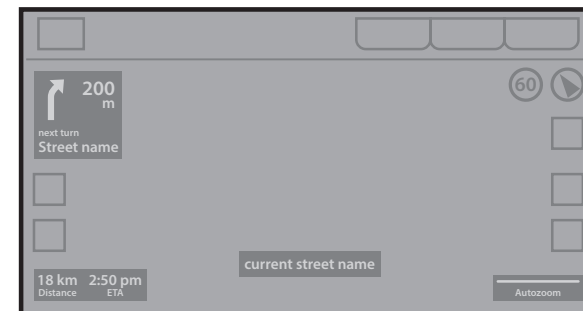 200
m
60
next turn
Street name
current street name
18 km 2:50 pm
Distance ETA
Autozoom